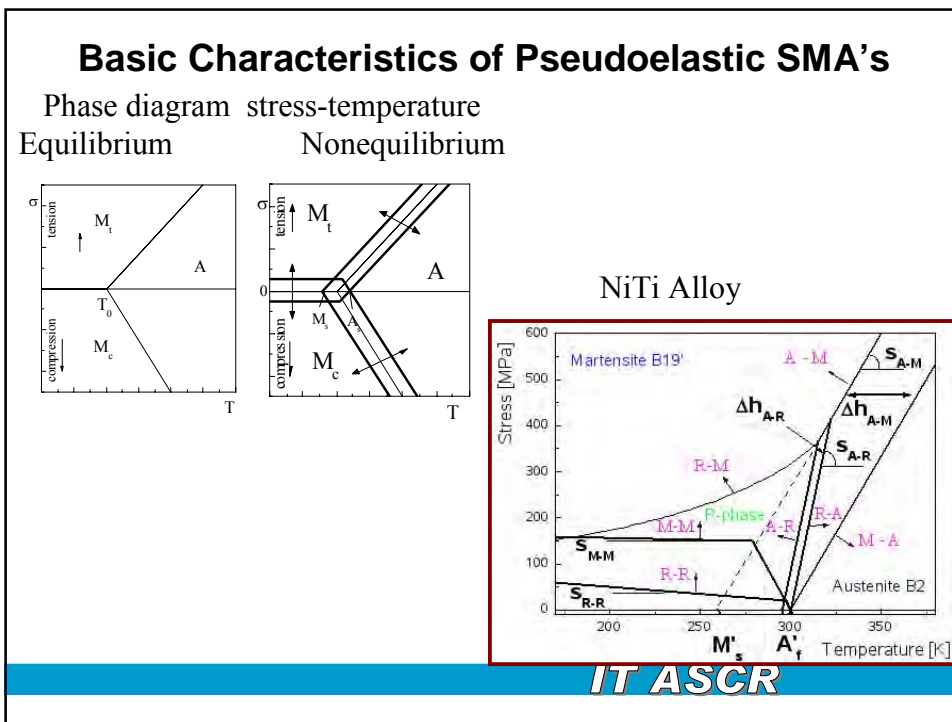 Basic Characteristics of Pseudoelastic SMA's
Phase diagram stress-temperature
Equilibrium Nonequilibrium
σ
tension
Mt
A
T0
compression
Mc
T
σ
tension
Mt
A
0
Ms
As
compression
Mc
T
NiTi Alloy
Stress [MPa]
600
500
400
300
200
100
0
Martensite B19'
A - M
SA-M
ΔhA-R
ΔhA-M
SA-R
R-M
R-phase
M-M
A-R
R-A
SM-M
M - A
R-R
SR-R
Austenite B2
200 250 300 350
M's A'f Temperature [K]
IT ASCR